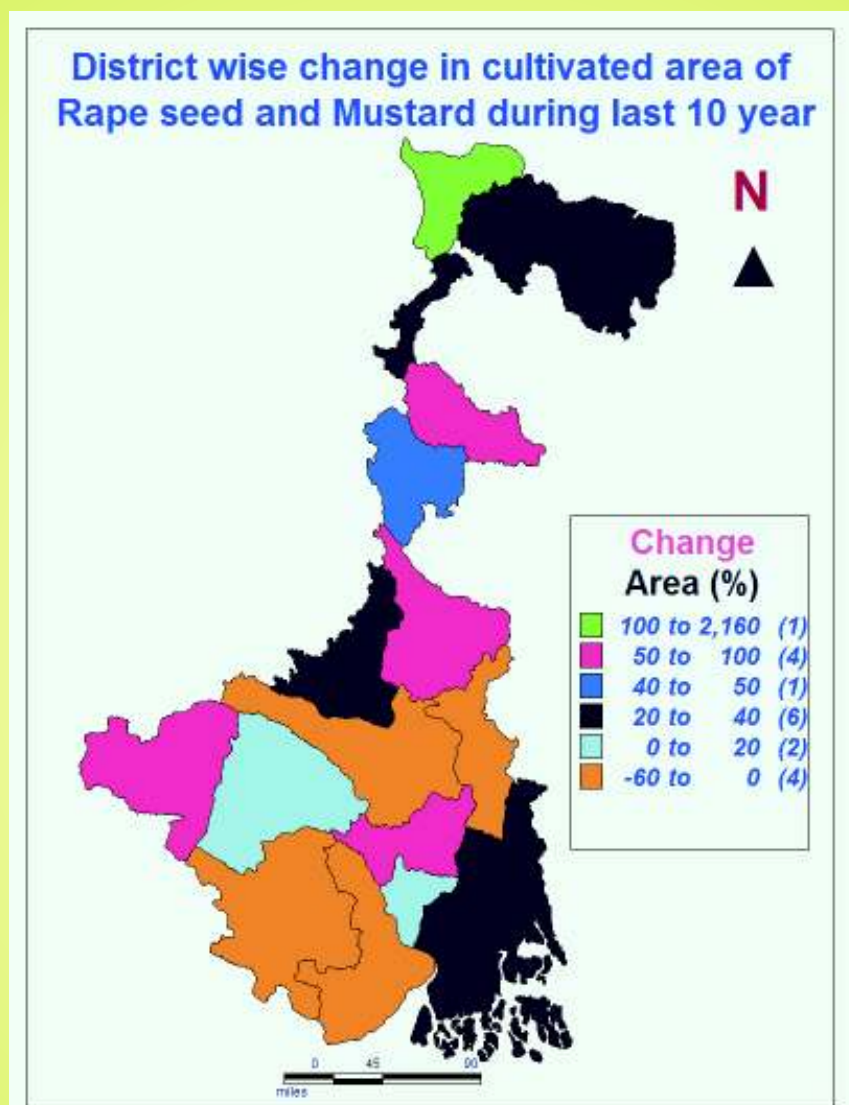 District wise change in cultivated area of
Rape seed and Mustard during last 10 year
N
Change
Area (%)
100 to 2,160 (1)
50 to 100 (4)
40 to 50 (1)
20 to 40 (6)
0 to 20 (2)
-60 to 0 (4)
0 45 90
miles